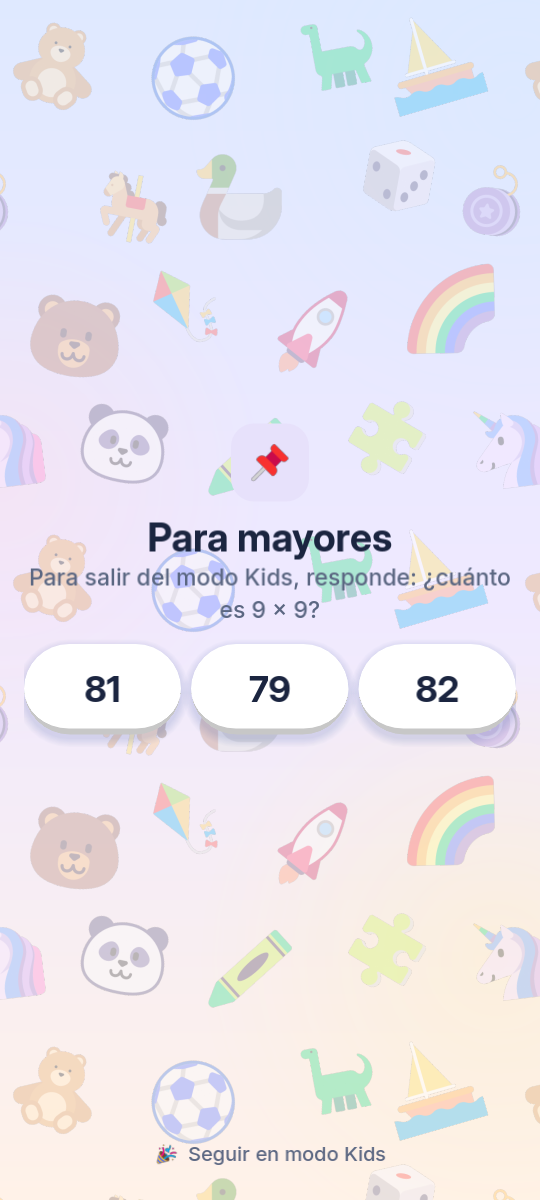 Para mayores
Para salir del modo Kids, responde: ¿cuánto
es 9 × 9?
81 79 82
Seguir en modo Kids